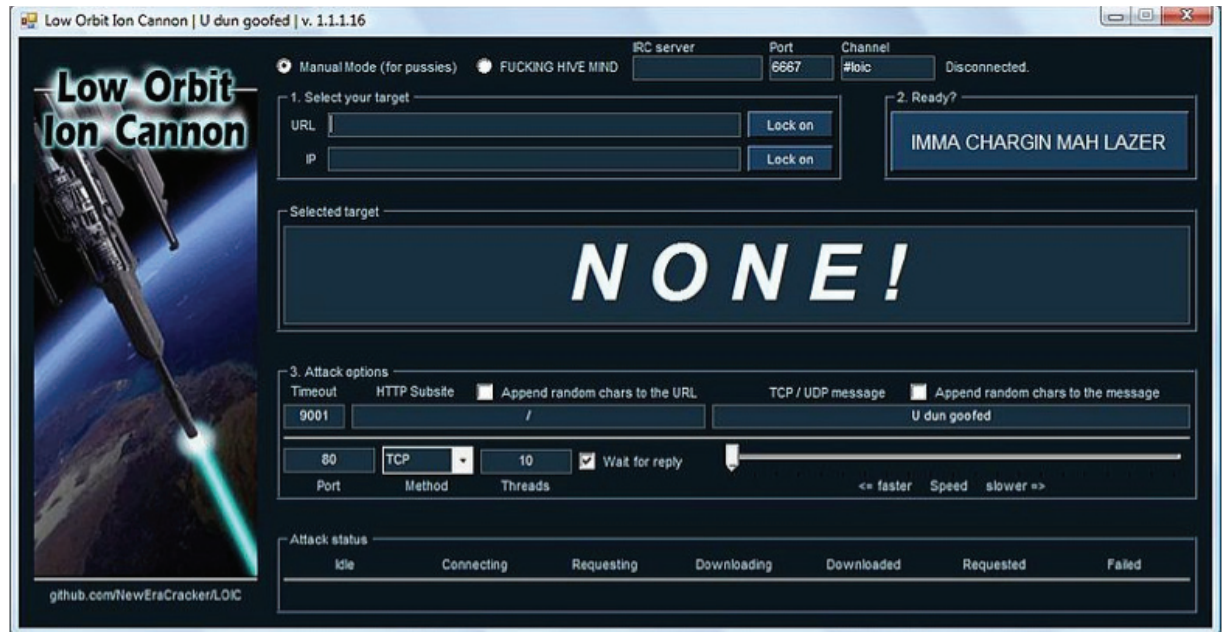 Low Orbit Ion Cannon | U dun goofed | v. 1.1.1.16
Low Orbit
Ion Cannon
github.com/NewEraCracker/LOIC
IRC server Port Channel
Manual Mode (for pussies) FUCKING HIVE MIND 6667 #loic Disconnected.
1. Select your target
URL Lock on
IP Lock on
2. Ready?
IMMA CHARGIN MAH LAZER
Selected target
NONE!
3. Attack options
Timeout HTTP Subsite Append random chars to the URL TCP / UDP message Append random chars to the message
9001 / U dun goofed
80 TCP 10 Wait for reply
Port Method Threads <= faster Speed slower =>
Attack status
Idle Connecting Requesting Downloading Downloaded Requested Failed